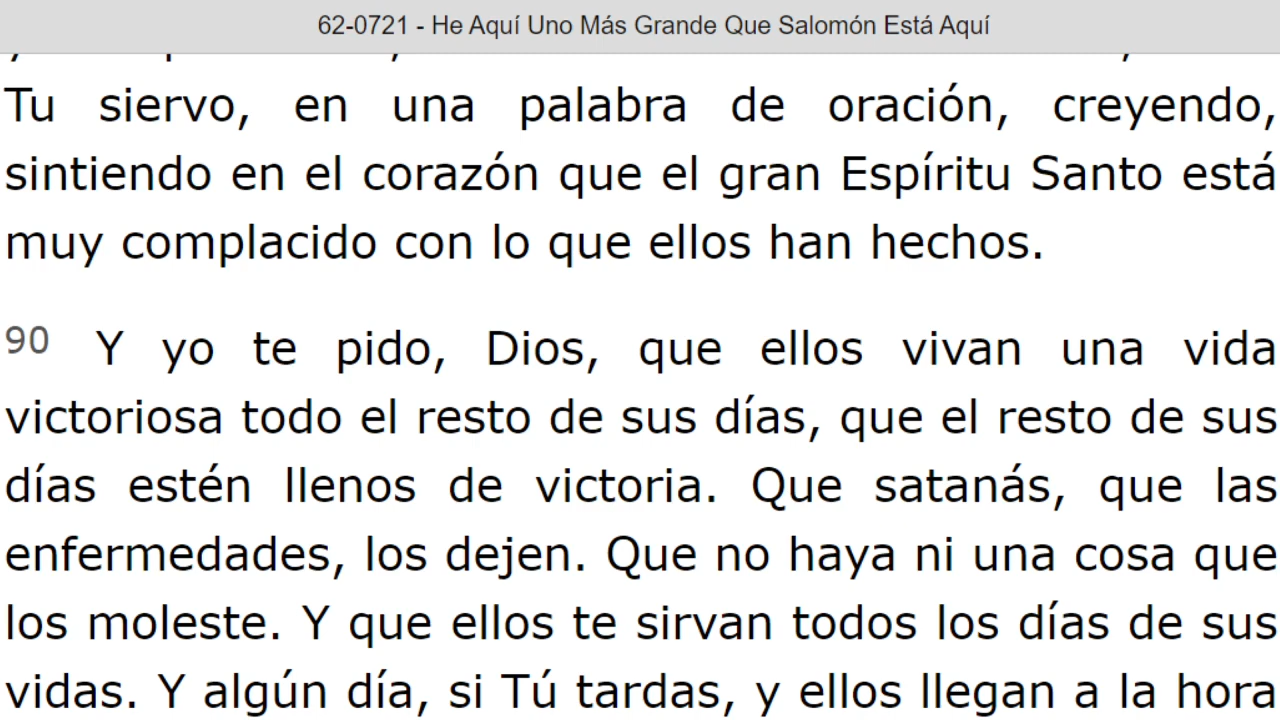 62-0721 - He Aquí Uno Más Grande Que Salomón Está Aquí
Tu siervo, en una palabra de oración, creyendo,
sintiendo en el corazón que el gran Espíritu Santo está
muy complacido con lo que ellos han hechos.
90 Y yo te pido, Dios, que ellos vivan una vida
victoriosa todo el resto de sus días, que el resto de sus
días estén llenos de victoria. Que satanás, que las
enfermedades, los dejen. Que no haya ni una cosa que
los moleste. Y que ellos te sirvan todos los días de sus
vidas. Y algún día, si Tú tardas, y ellos llegan a la hora